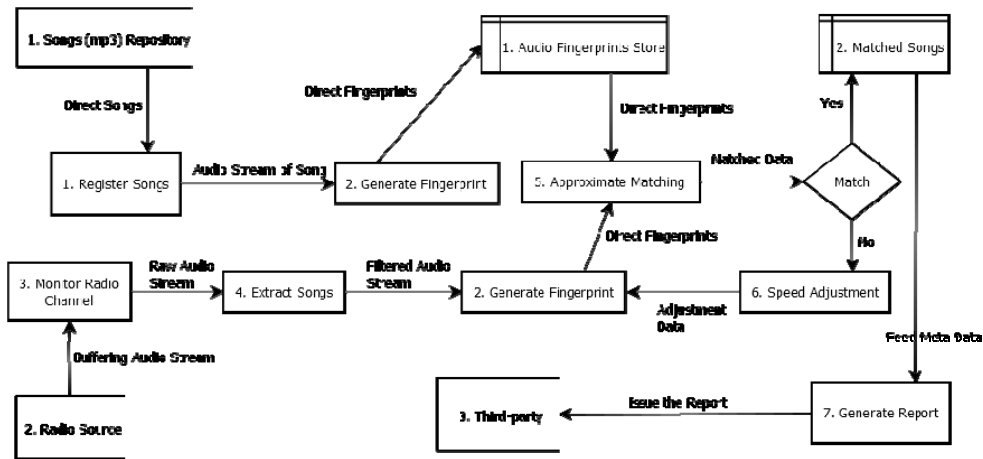 1. Songs (mp3) Repository
1. Audio Fingerprints Store
2. Matched Songs
Direct Songs
Direct Fingerprints
Direct Fingerprints
Yes
1. Register Songs
Audio Stream of Song
2. Generate Fingerprint
5. Approximate Matching
Matched Data
Match
Direct Fingerprints
No
3. Monitor Radio
Channel
Raw Audio
Stream
4. Extract Songs
Filtered Audio
Stream
2. Generate Fingerprint
Adjustment
Data
6. Speed Adjustment
Buffering Audio Stream
Feed Meta Data
2. Radio Source
3. Third-party
Issue the Report
7. Generate Report